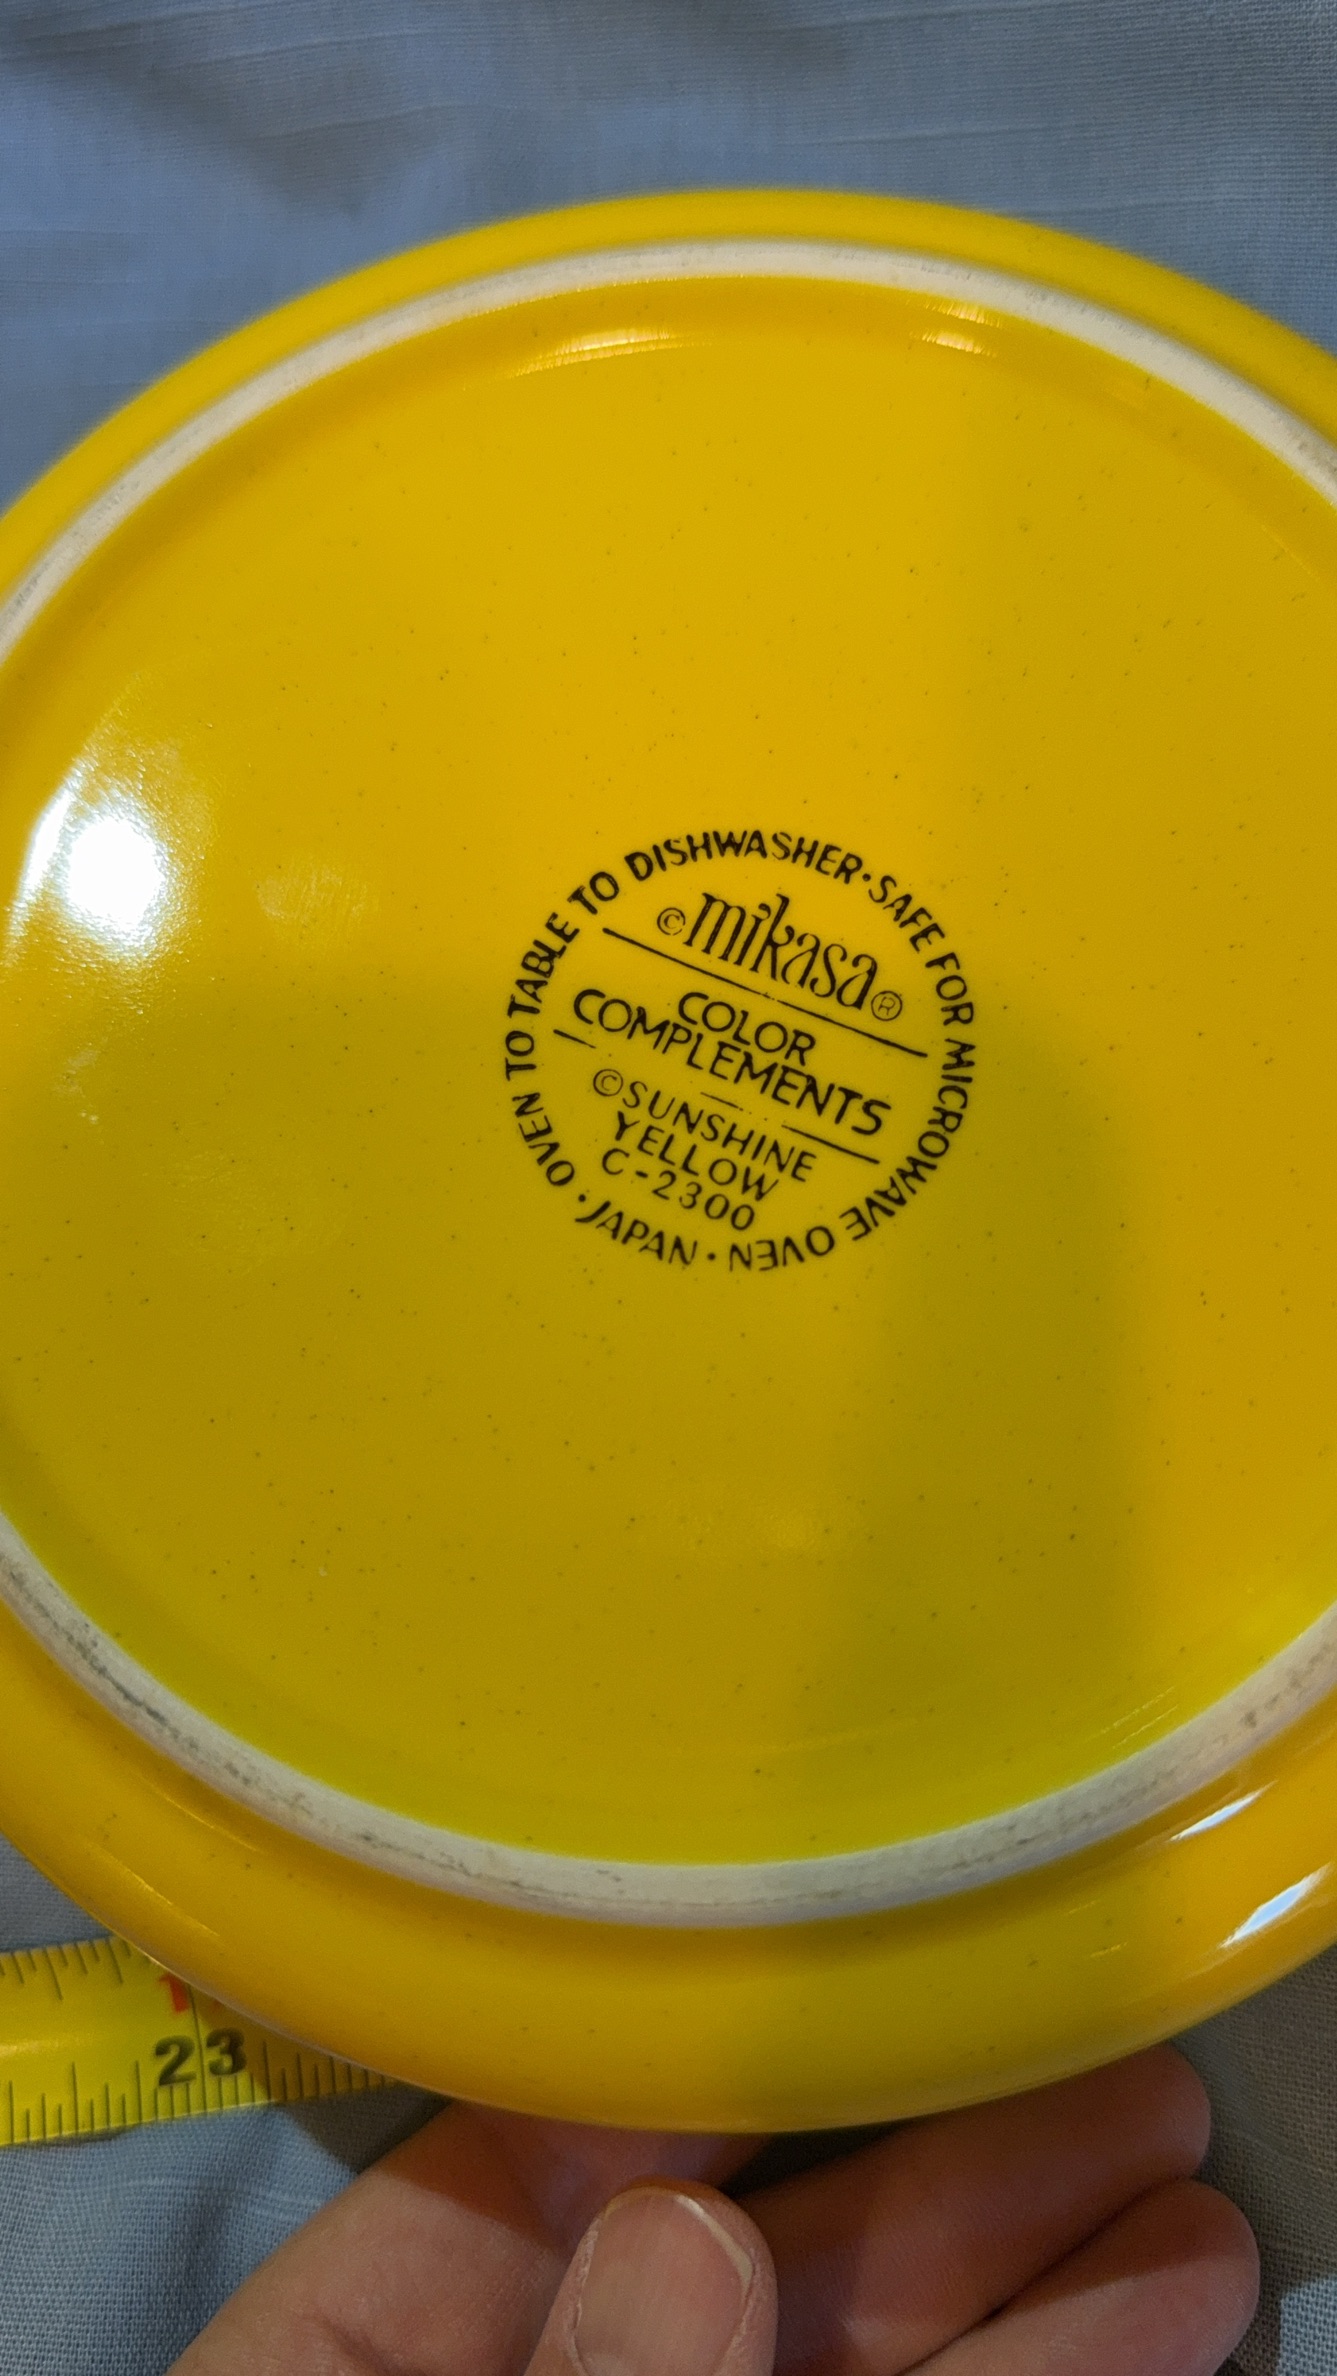 OVEN TO TABLE TO DISHWASHER · SAFE FOR MICROWAVE OVEN · JAPAN ·
©mikasa®
COLOR
COMPLEMENTS
©SUNSHINE
YELLOW
C-2300
23